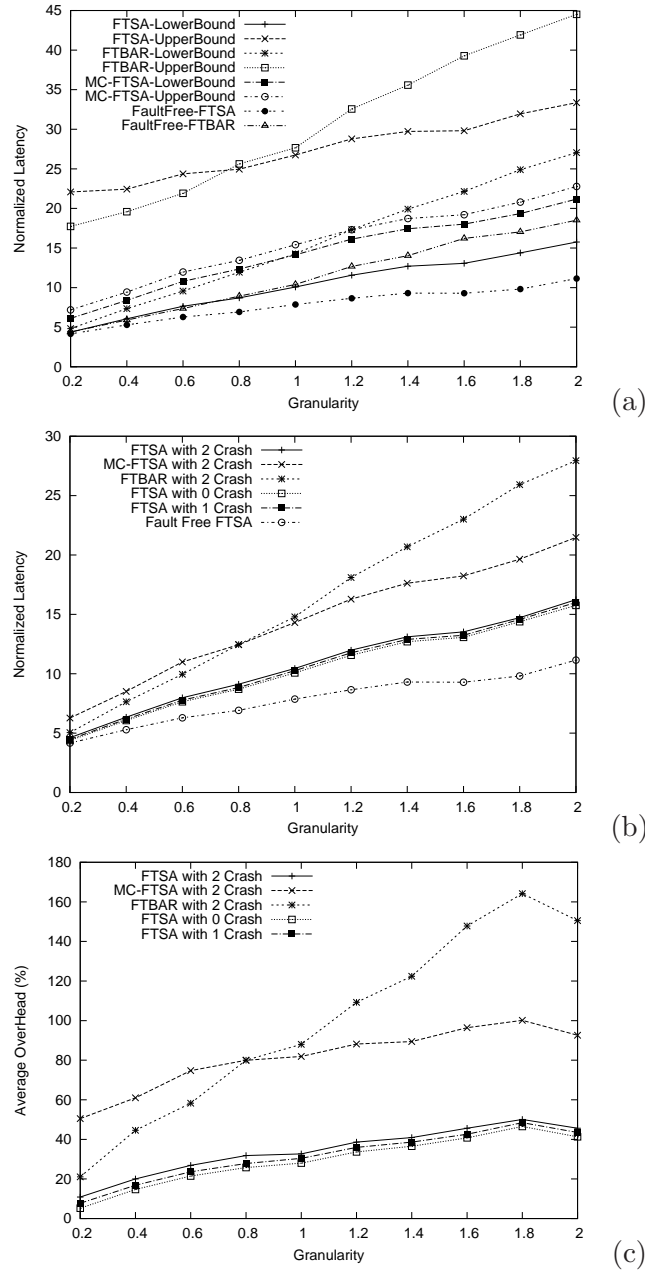 45
40
35
30
25
20
15
10
5
0
Normalized Latency
FTSA-LowerBound
FTSA-UpperBound
FTBAR-LowerBound
FTBAR-UpperBound
MC-FTSA-LowerBound
MC-FTSA-UpperBound
FaultFree-FTSA
FaultFree-FTBAR
0.2 0.4 0.6 0.8 1 1.2 1.4 1.6 1.8 2
Granularity
(a)
30
25
20
15
10
5
0
Normalized Latency
FTSA with 2 Crash
MC-FTSA with 2 Crash
FTBAR with 2 Crash
FTSA with 0 Crash
FTSA with 1 Crash
Fault Free FTSA
0.2 0.4 0.6 0.8 1 1.2 1.4 1.6 1.8 2
Granularity
(b)
180
160
140
120
100
80
60
40
20
0
Average OverHead (%)
FTSA with 2 Crash
MC-FTSA with 2 Crash
FTBAR with 2 Crash
FTSA with 0 Crash
FTSA with 1 Crash
0.2 0.4 0.6 0.8 1 1.2 1.4 1.6 1.8 2
Granularity
(c)